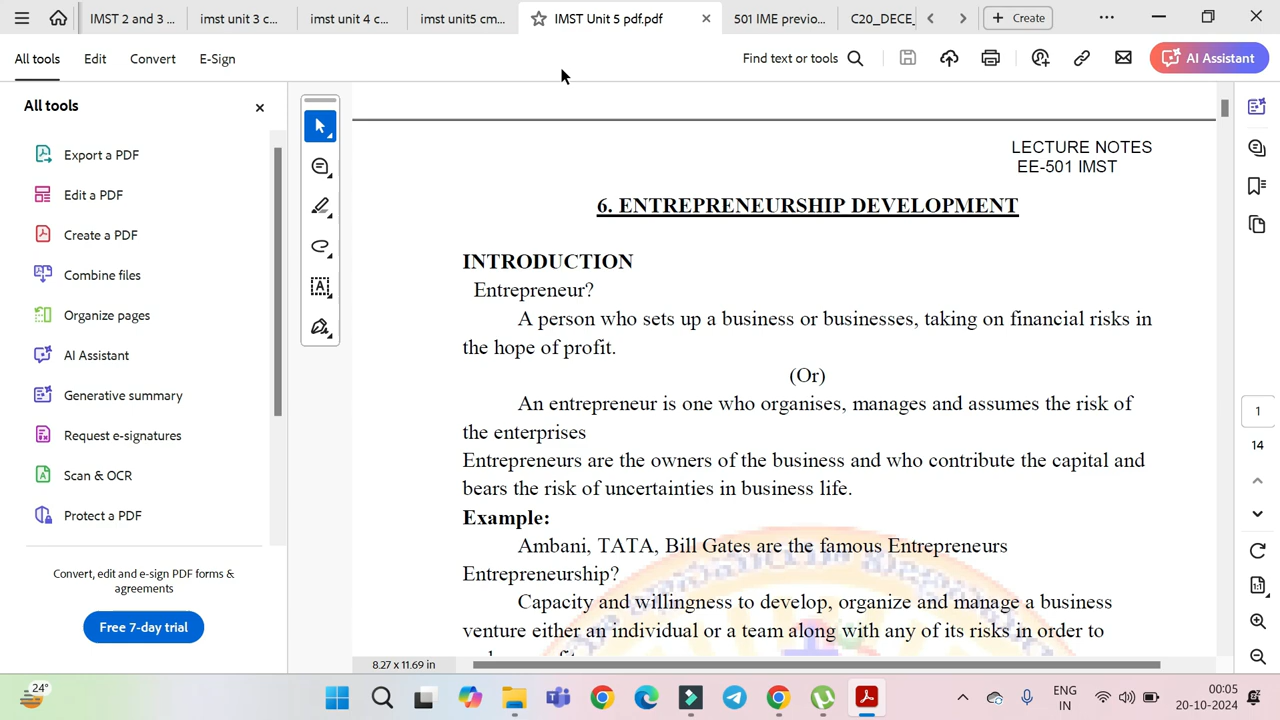 IMST 2 and 3 ...
imst unit 3 c...
imst unit 4 c...
imst unit5 cm...
IMST Unit 5 pdf.pdf
501 IME previo...
C20_DECE_
Create
All tools
Edit
Convert
E-Sign
Find text or tools
AI Assistant
All tools
Export a PDF
Edit a PDF
Create a PDF
Combine files
Organize pages
AI Assistant
Generative summary
Request e-signatures
Scan & OCR
Protect a PDF
Convert, edit and e-sign PDF forms &
agreements
Free 7-day trial
LECTURE NOTES
EE-501 IMST
6. ENTREPRENEURSHIP DEVELOPMENT
INTRODUCTION
Entrepreneur?
A person who sets up a business or businesses, taking on financial risks in
the hope of profit.
(Or)
An entrepreneur is one who organises, manages and assumes the risk of
the enterprises
Entrepreneurs are the owners of the business and who contribute the capital and
bears the risk of uncertainties in business life.
Example:
Ambani, TATA, Bill Gates are the famous Entrepreneurs
Entrepreneurship?
Capacity and willingness to develop, organize and manage a business
venture either an individual or a team along with any of its risks in order to
8.27 x 11.69 in
1
14
24°
ENG
IN
00:05
20-10-2024